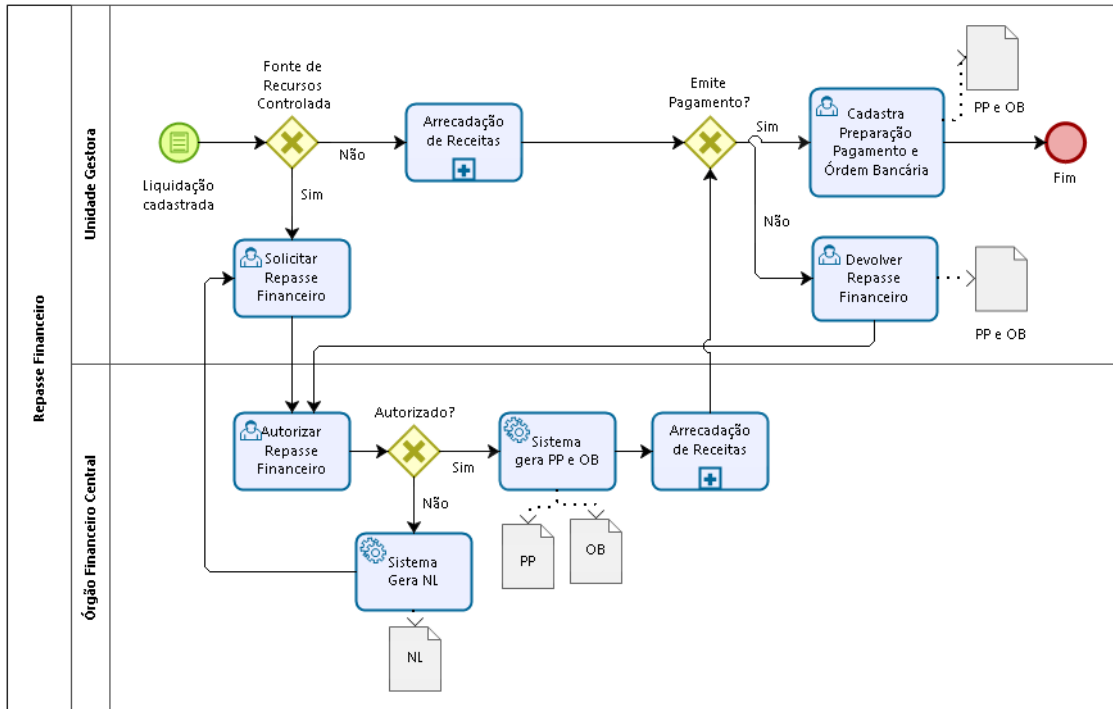 Repasse Financeiro
Unidade Gestora
Liquidação
cadastrada
Fonte de
Recursos
Controlada
Não
Sim
Arrecadação
de Receitas
Emite
Pagamento?
Sim
Não
Cadastra
Preparação
Pagamento e
Órdem Bancária
PP e OB
Fim
Solicitar
Repasse
Financeiro
Devolver
Repasse
Financeiro
PP e OB
Órgão Financeiro Central
Autorizar
Repasse
Financeiro
Autorizado?
Sim
Não
Sistema
gera PP e OB
Arrecadação
de Receitas
PP
OB
Sistema
Gera NL
NL